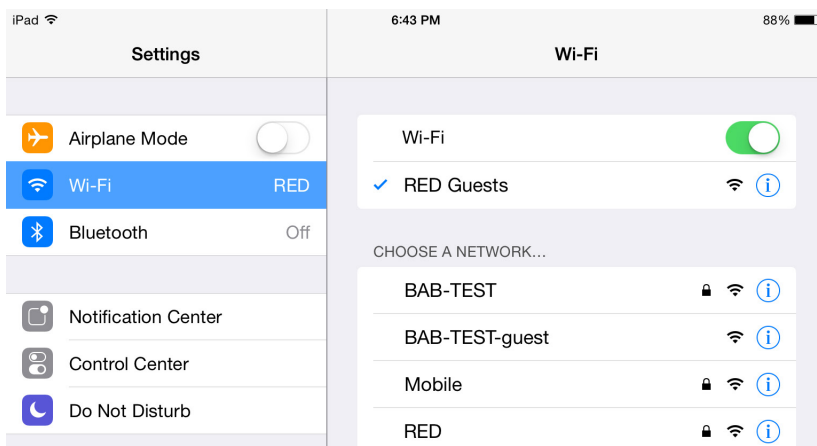 iPad 6:43 PM 88%
Settings
Wi-Fi
Airplane Mode
Wi-Fi RED
Bluetooth Off
Notification Center
Control Center
Do Not Disturb
Wi-Fi
RED Guests
CHOOSE A NETWORK...
BAB-TEST
BAB-TEST-guest
Mobile
RED